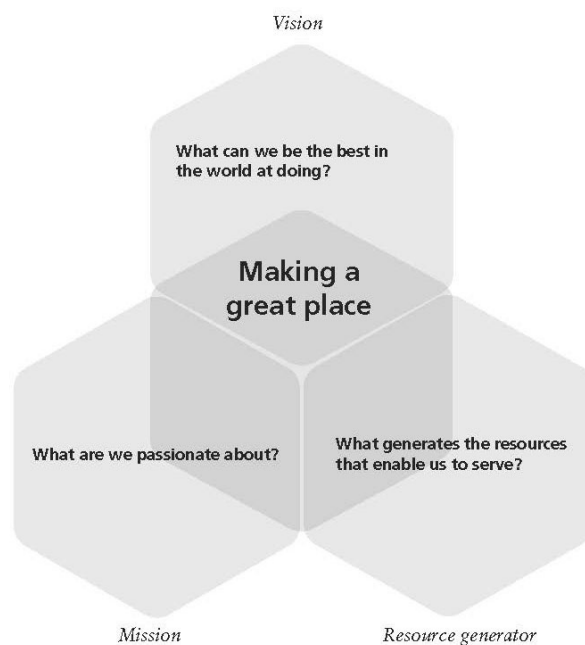 Vision
What can we be the best in
the world at doing?
Making a
great place
What are we passionate about?
What generates the resources
that enable us to serve?
Mission
Resource generator